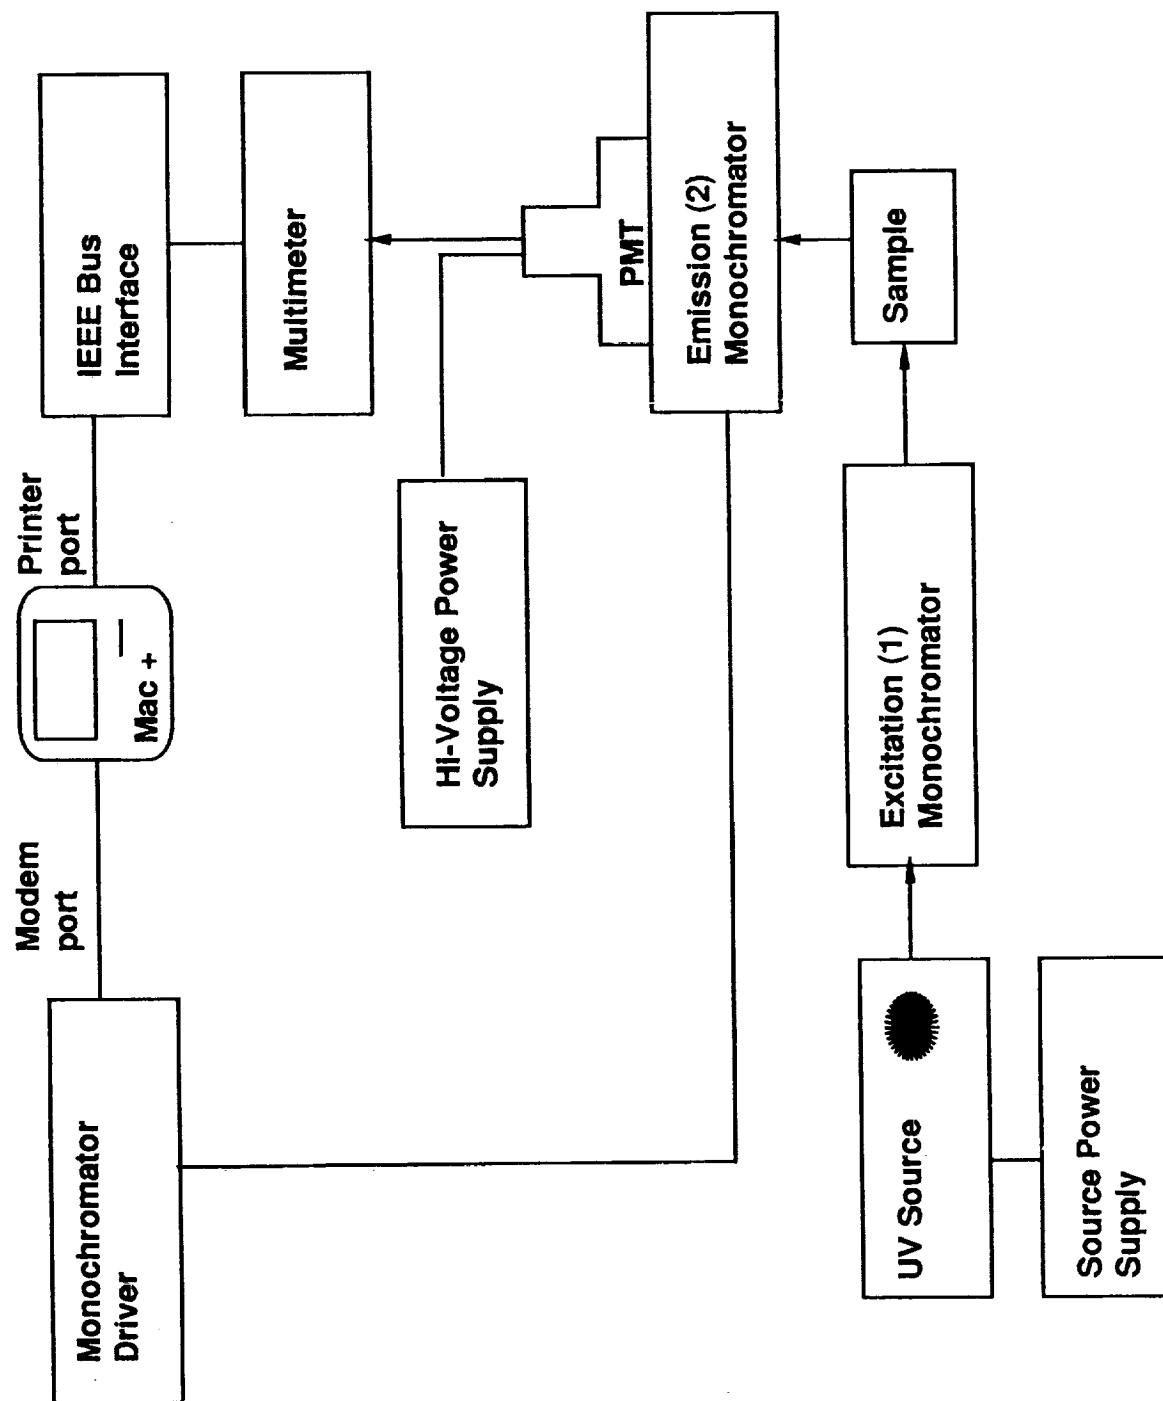 Monochromator
Driver
Modem
port
Mac +
Printer
port
IEEE Bus
Interface
Multimeter
Hi-Voltage Power
Supply
PMT
Emission (2)
Monochromator
UV Source
Excitation (1)
Monochromator
Sample
Source Power
Supply